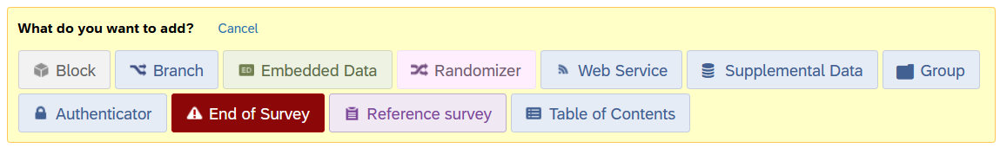 What do you want to add? Cancel
Block Branch ED Embedded Data Randomizer Web Service Supplemental Data Group
Authenticator End of Survey Reference survey Table of Contents